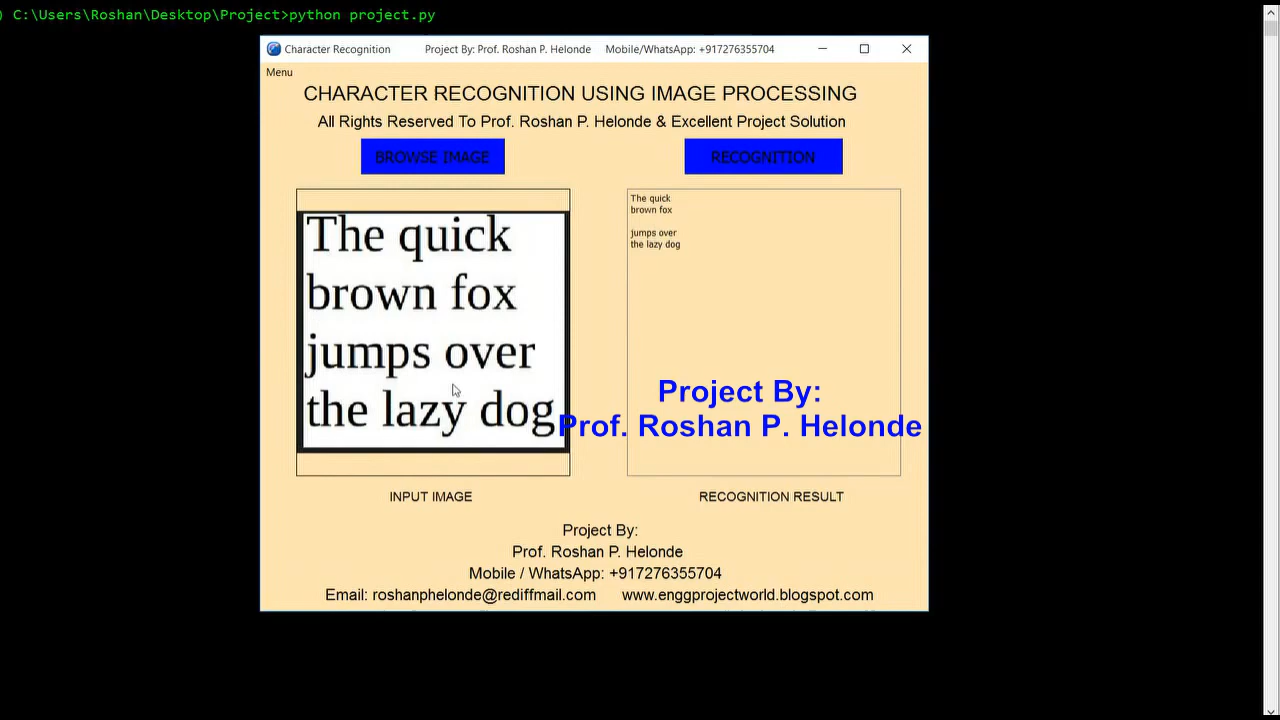 ) C:\Users\Roshan\Desktop\Project>python project.py
Character Recognition Project By: Prof. Roshan P. Helonde Mobile/WhatsApp: +917276355704
Menu
CHARACTER RECOGNITION USING IMAGE PROCESSING
All Rights Reserved To Prof. Roshan P. Helonde & Excellent Project Solution
BROWSE IMAGE
RECOGNITION
The quick
brown fox
jumps over
the lazy dog
The quick
brown fox
jumps over
the lazy dog
Project By:
Prof. Roshan P. Helonde
INPUT IMAGE
RECOGNITION RESULT
Project By:
Prof. Roshan P. Helonde
Mobile / WhatsApp: +917276355704
Email: roshanphelonde@rediffmail.com www.enggprojectworld.blogspot.com